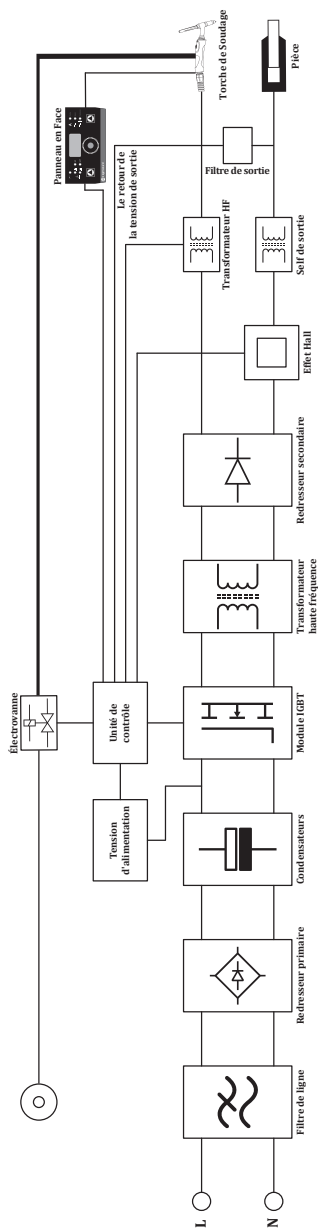 L
N
Filtre de ligne
Redresseur primaire
Condensateurs
Module IGBT
Transformateur
haute fréquence
Redresseur secondaire
Effet Hall
Transformateur HF
Self de sortie
Filtre de sortie
Torche de Soudage
Pièce
Tension
d'alimentation
Unité de
contrôle
Le retour de
la tension de sortie
Électrovanne
Panneau en Face